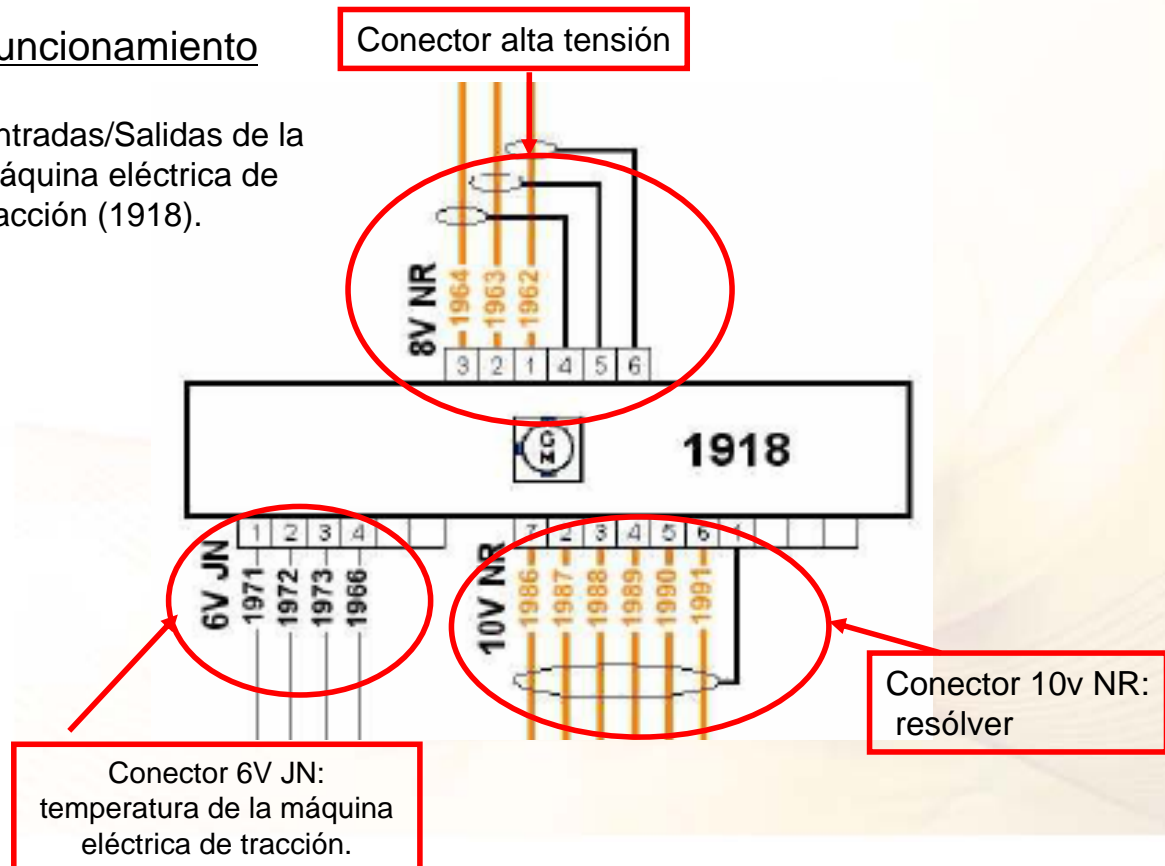 uncionamiento
Conector alta tensión
ntradas/Salidas de la
áquina eléctrica de
acción (1918).
8V NR
1964
1963
1962
3 2 1 4 5 6
G
M
1918
1 2 3 4
6V JN
1971
1972
1973
1966
2 3 4 5 6 1
10V NR
1986
1987
1988
1989
1990
1991
Conector 10v NR:
resólver
Conector 6V JN:
temperatura de la máquina
eléctrica de tracción.